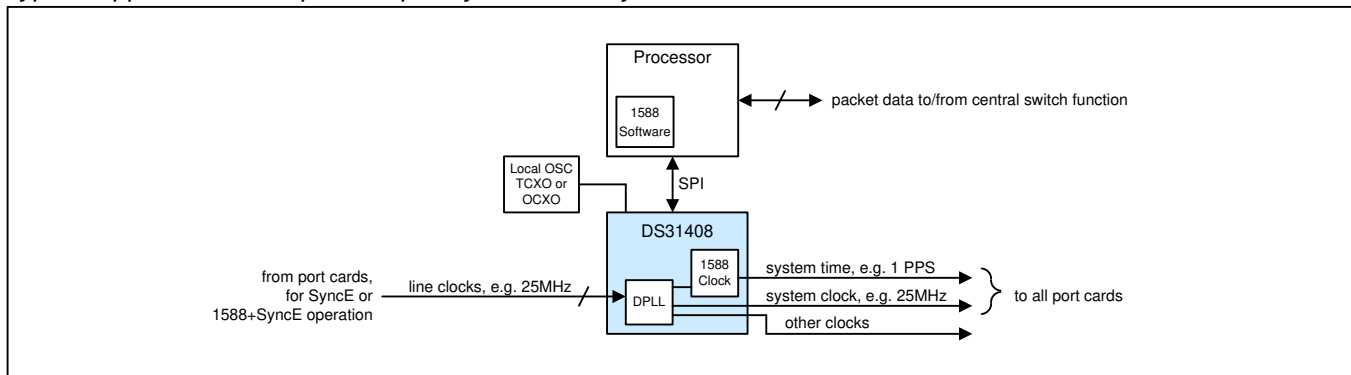 Processor
1588
Software
packet data to/from central switch function
Local OSC
TCXO or
OCXO
SPI
DS31408
from port cards,
for SyncE or
1588+SyncE operation
line clocks, e.g. 25MHz
DPLL
1588
Clock
system time, e.g. 1 PPS
system clock, e.g. 25MHz
other clocks
to all port cards